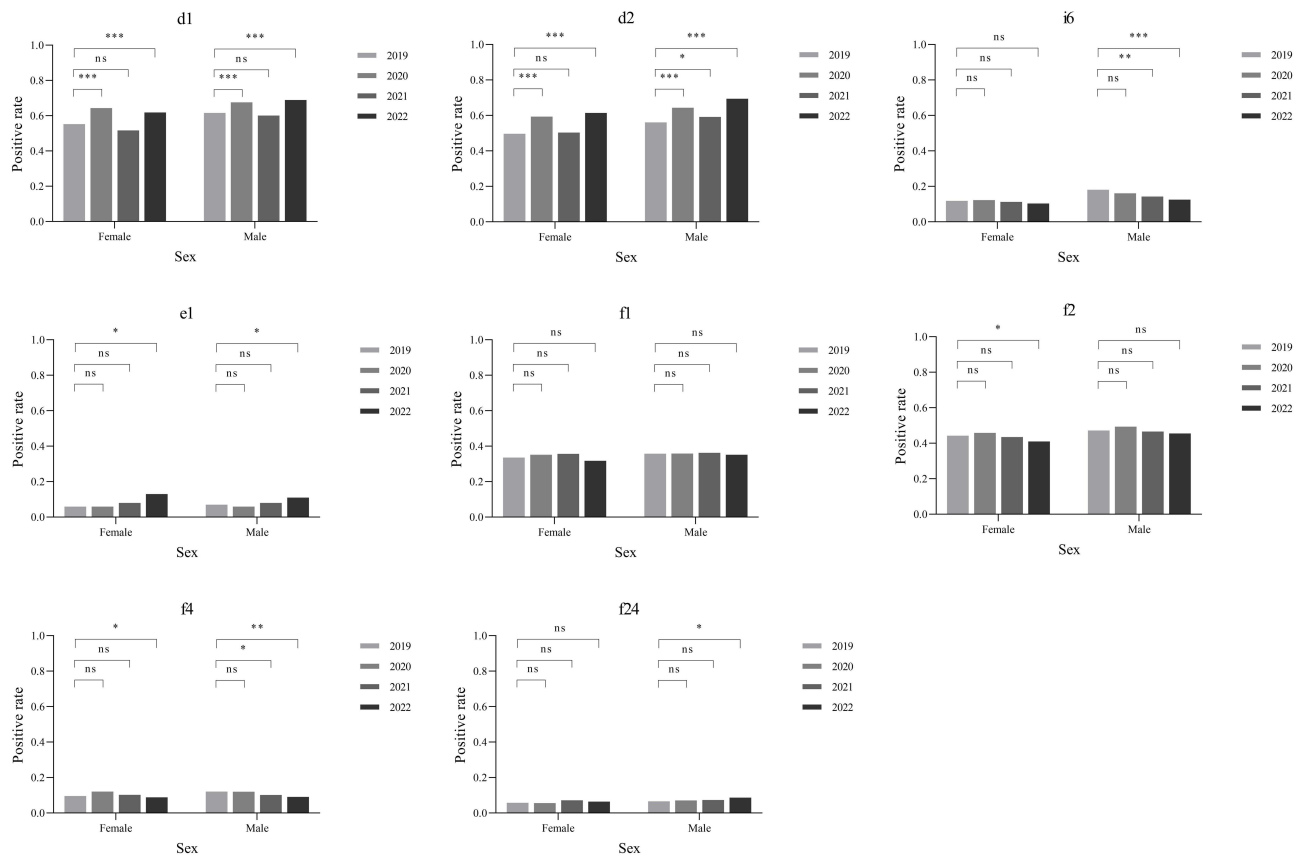 d1
***
***
ns
ns
***
***
1.0
0.8
0.6
0.4
0.2
0.0
Positive rate
Female
Male
Sex
2019
2020
2021
2022
d2
***
***
ns
*
***
***
1.0
0.8
0.6
0.4
0.2
0.0
Positive rate
Female
Male
Sex
2019
2020
2021
2022
i6
ns
***
ns
**
ns
ns
1.0
0.8
0.6
0.4
0.2
0.0
Positive rate
Female
Male
Sex
2019
2020
2021
2022
e1
*
*
ns
ns
ns
ns
1.0
0.8
0.6
0.4
0.2
0.0
Positive rate
Female
Male
Sex
2019
2020
2021
2022
f1
ns
ns
ns
ns
ns
ns
1.0
0.8
0.6
0.4
0.2
0.0
Positive rate
Female
Male
Sex
2019
2020
2021
2022
f2
*
ns
ns
ns
ns
ns
1.0
0.8
0.6
0.4
0.2
0.0
Positive rate
Female
Male
Sex
2019
2020
2021
2022
f4
*
**
ns
*
ns
ns
1.0
0.8
0.6
0.4
0.2
0.0
Positive rate
Female
Male
Sex
2019
2020
2021
2022
f24
ns
*
ns
ns
ns
ns
1.0
0.8
0.6
0.4
0.2
0.0
Positive rate
Female
Male
Sex
2019
2020
2021
2022